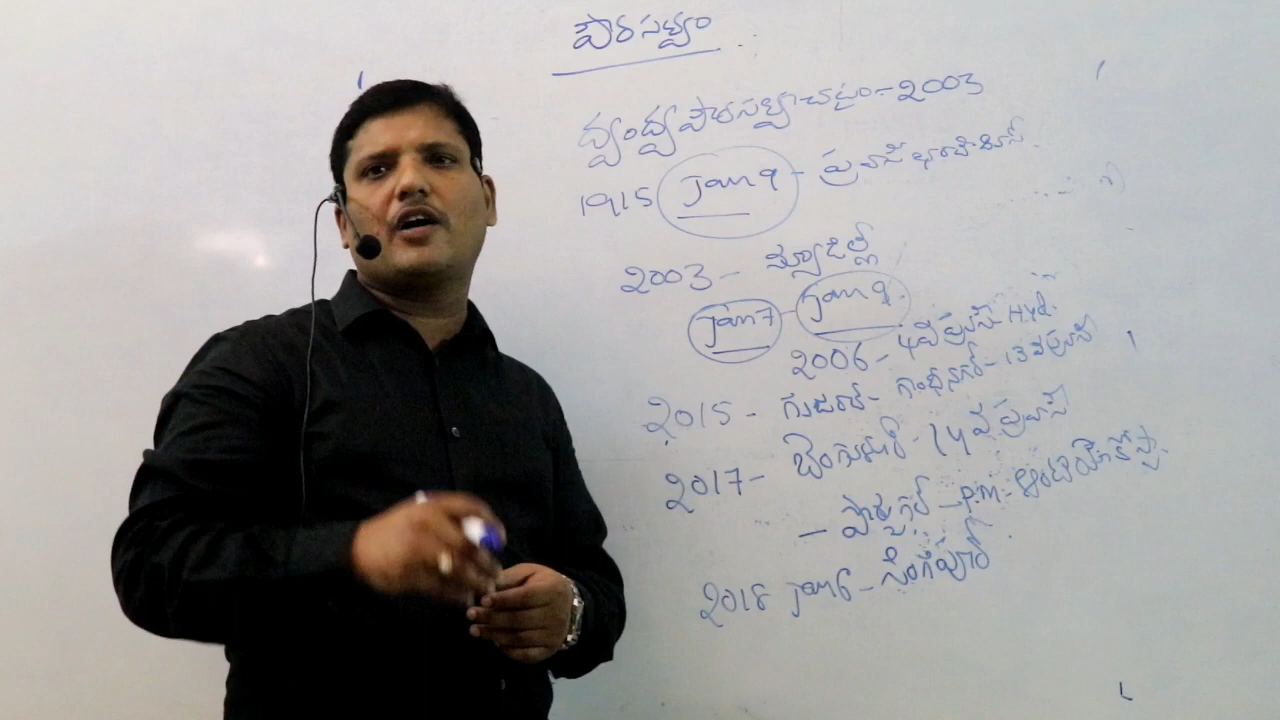 పౌరసత్వం
ద్వంద్వపౌరసత్వచట్టం-2003
1915 Jan 9 - ప్రవాస భారతీయ
2003 - న్యూఢిల్లీ
Jan 7 - Jan 9.
2006 - 4వ ప్రవాస Hyd.
2015 - గుజరాత్ - గాంధీనగర్ - 13వ ప్రవాసీ
2017 - బెంగుళూర్ - 14వ ప్రవాసీ
- పోర్చుగల్ - P.M. - ఆంటోనియో కోస్టా
2018 Jan 6 - సింగపూర్